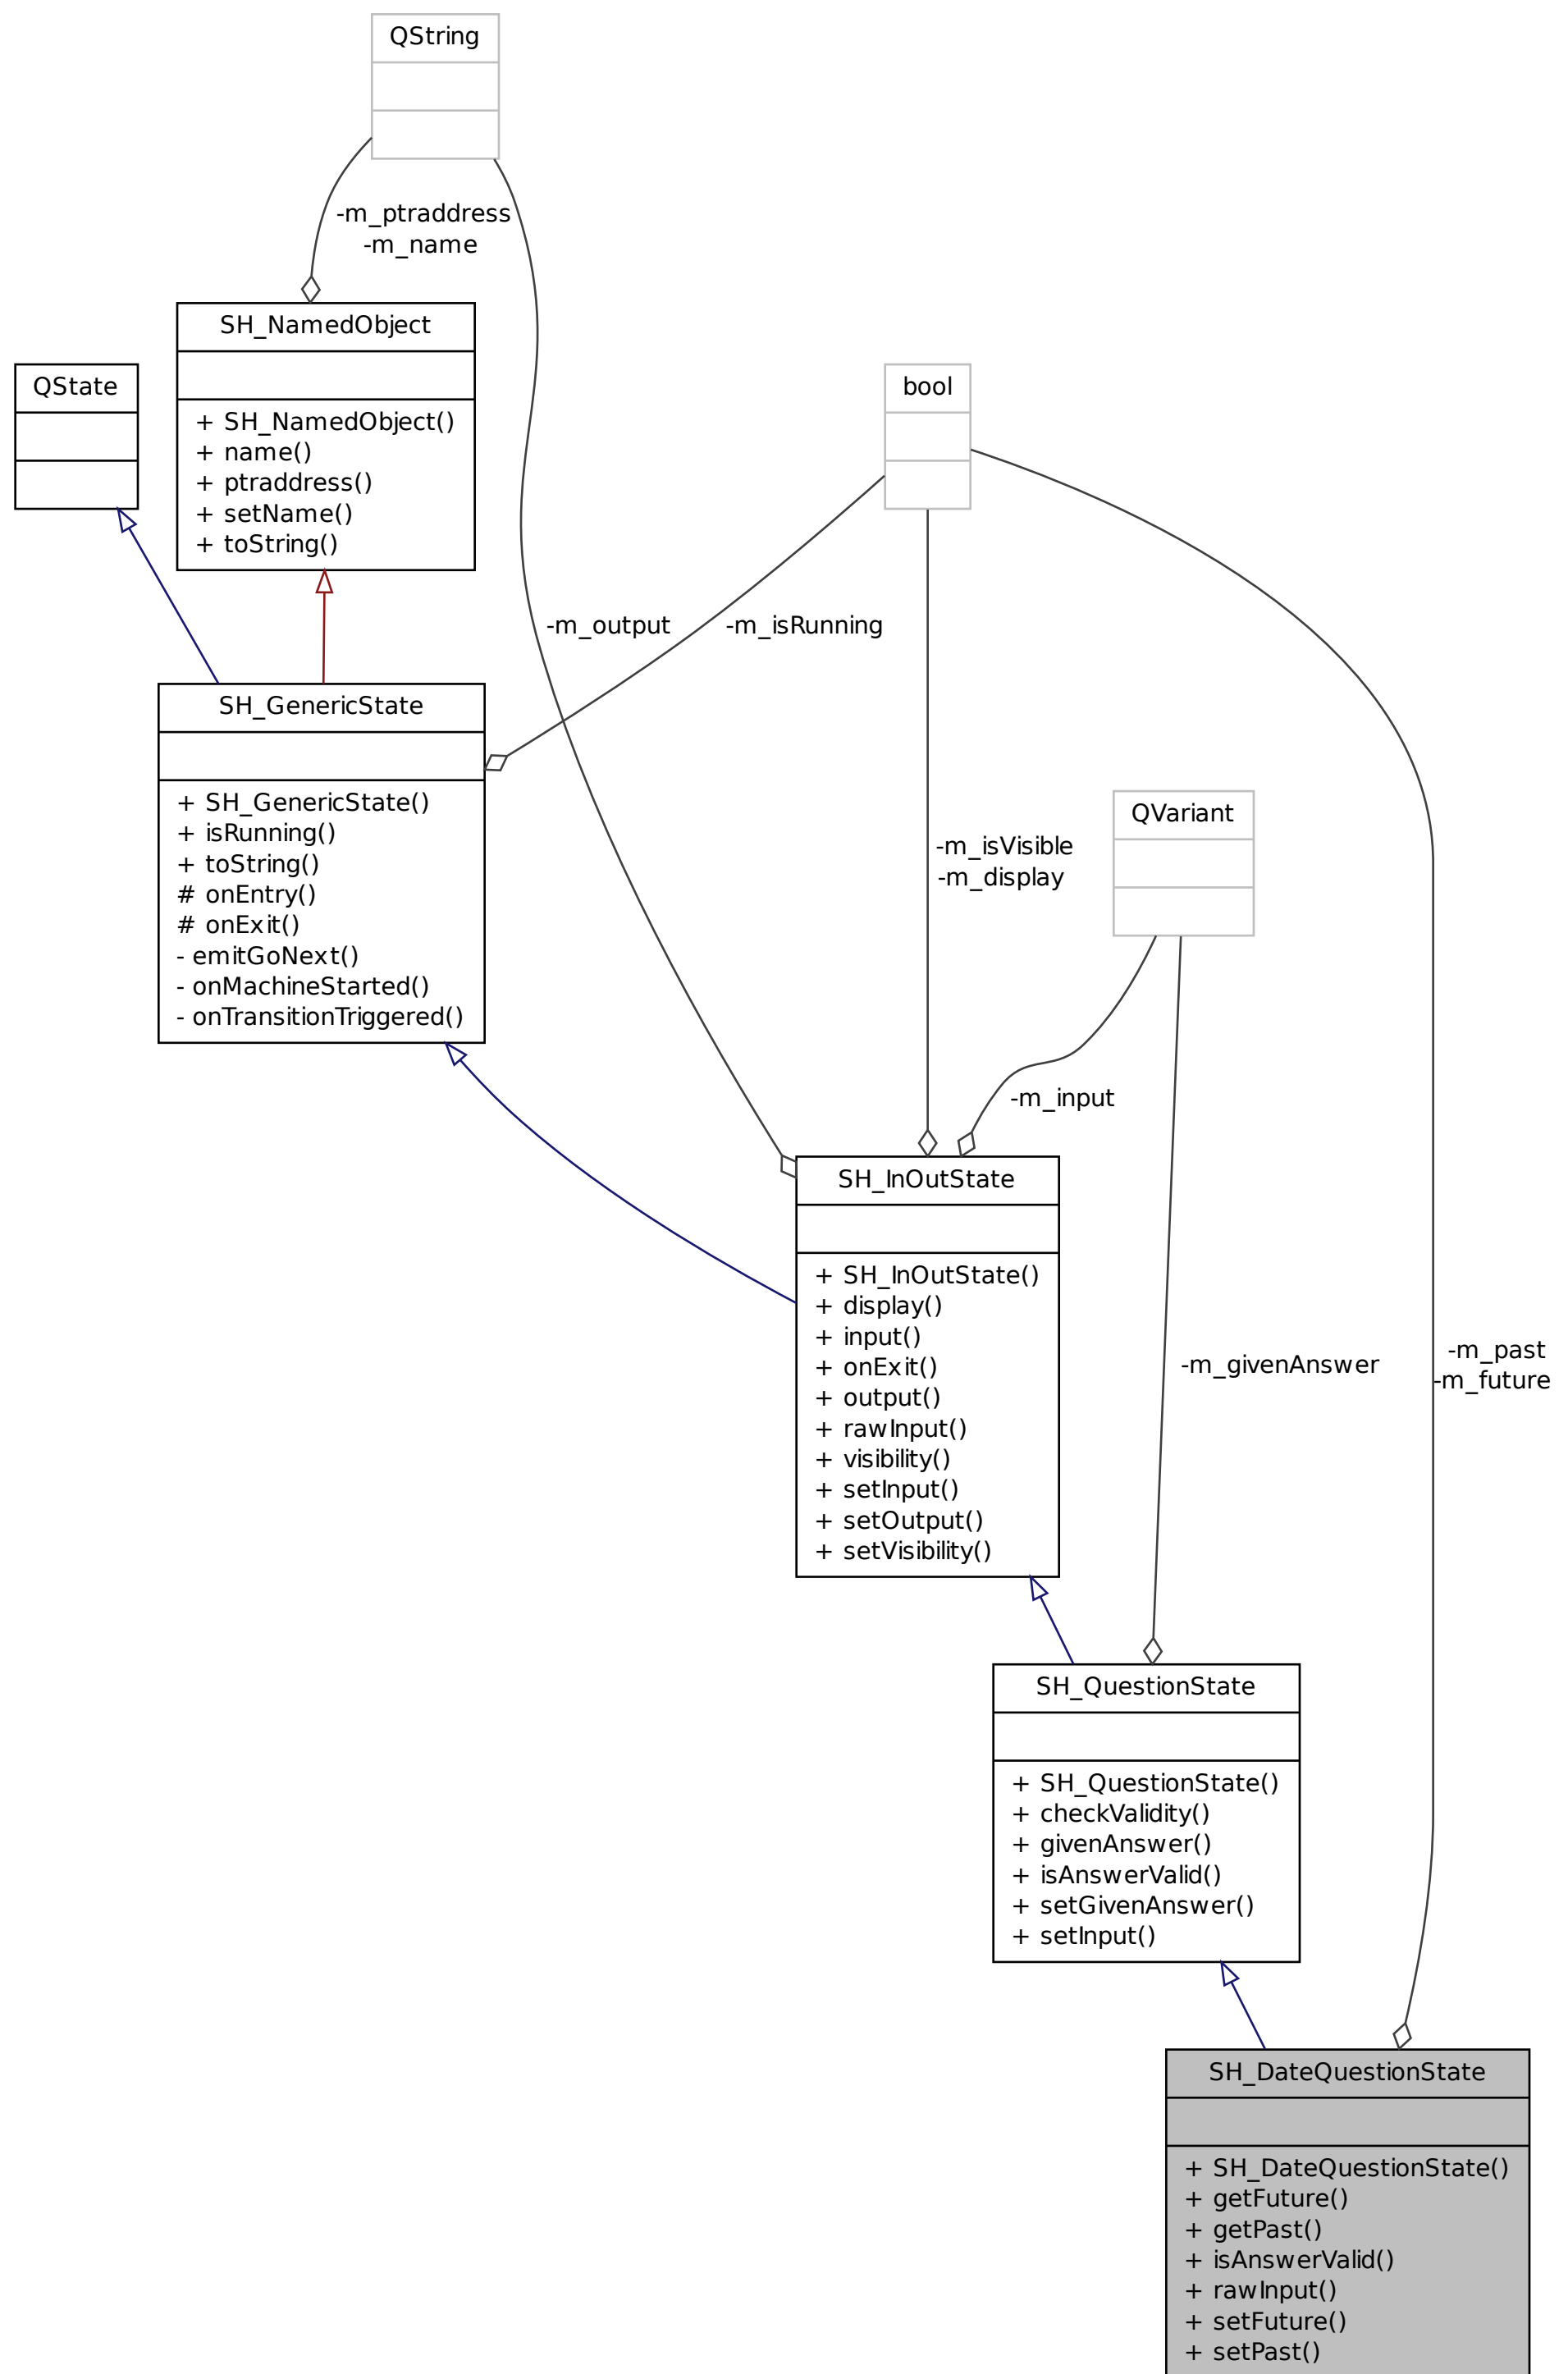 QString
-m_ptraddress
-m_name
SH_NamedObject
+ SH_NamedObject()
+ name()
+ ptraddress()
+ setName()
+ toString()
QState
bool
-m_output
-m_isRunning
SH_GenericState
+ SH_GenericState()
+ isRunning()
+ toString()
# onEntry()
# onExit()
- emitGoNext()
- onMachineStarted()
- onTransitionTriggered()
-m_isVisible
-m_display
QVariant
-m_input
SH_InOutState
+ SH_InOutState()
+ display()
+ input()
+ onExit()
+ output()
+ rawInput()
+ visibility()
+ setInput()
+ setOutput()
+ setVisibility()
-m_givenAnswer
-m_past
-m_future
SH_QuestionState
+ SH_QuestionState()
+ checkValidity()
+ givenAnswer()
+ isAnswerValid()
+ setGivenAnswer()
+ setInput()
SH_DateQuestionState
+ SH_DateQuestionState()
+ getFuture()
+ getPast()
+ isAnswerValid()
+ rawInput()
+ setFuture()
+ setPast()